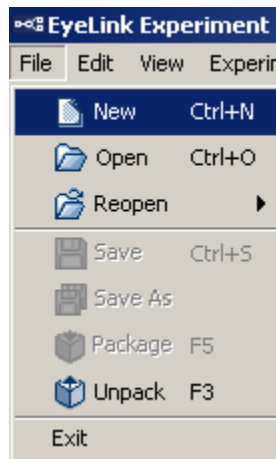 EyeLink Experiment
File Edit View Experin
New Ctrl+N
Open Ctrl+O
Reopen
Save Ctrl+S
Save As
Package F5
Unpack F3
Exit